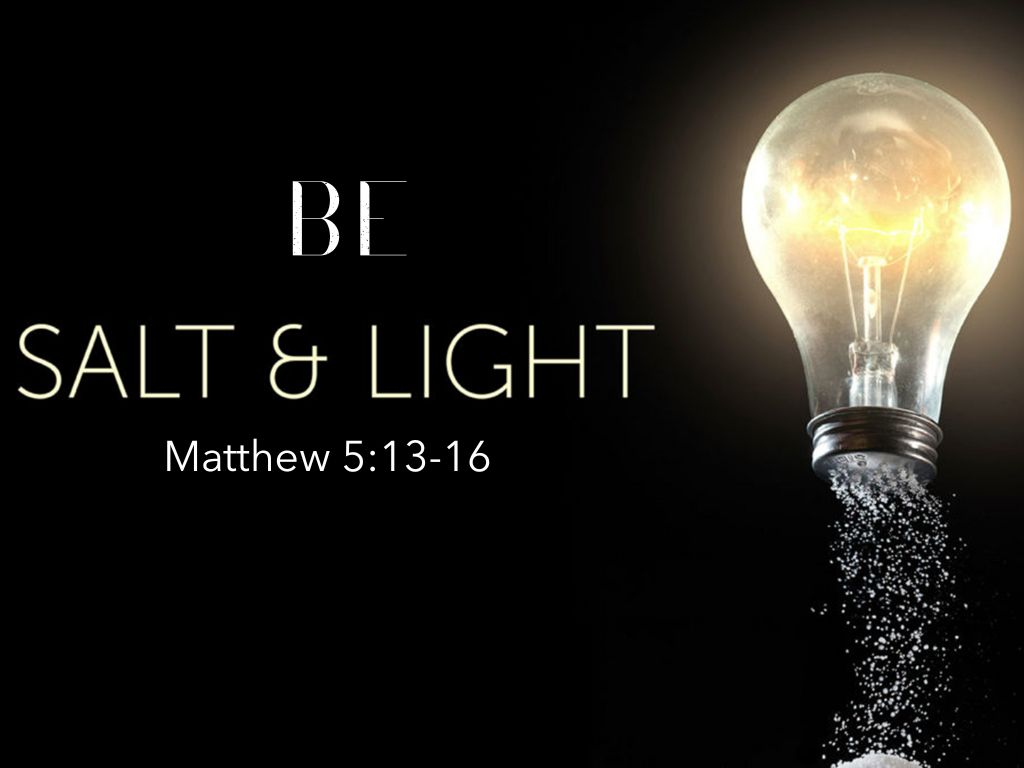 BE
SALT & LIGHT
Matthew 5:13-16